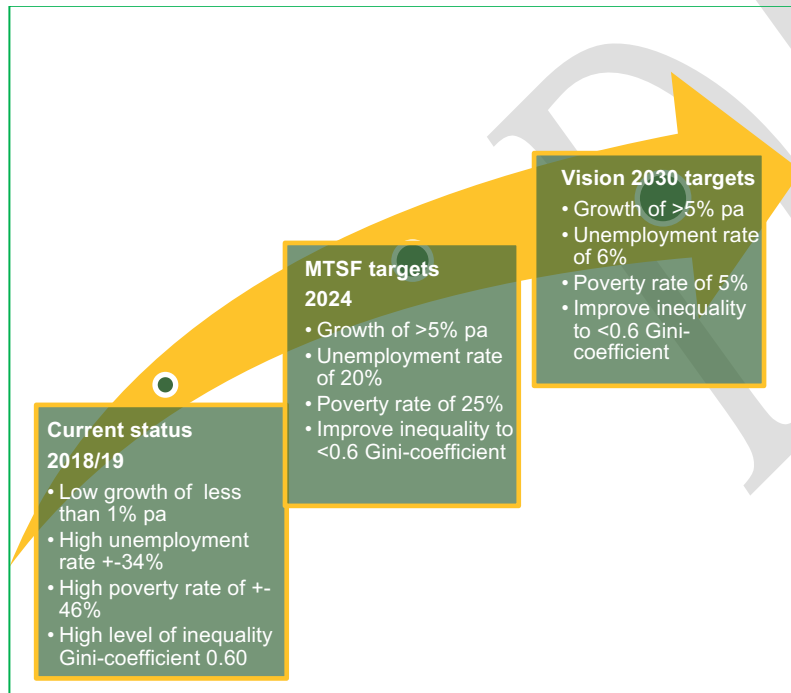 Current status
2018/19
• Low growth of less
than 1% pa
• High unemployment
rate +-34%
• High poverty rate of +-
46%
• High level of inequality
Gini-coefficient 0.60
MTSF targets
2024
• Growth of >5% pa
• Unemployment rate
of 20%
• Poverty rate of 25%
• Improve inequality to
<0.6 Gini-coefficient
Vision 2030 targets
• Growth of >5% pa
• Unemployment rate
of 6%
• Poverty rate of 5%
• Improve inequality
to <0.6 Gini-
coefficient